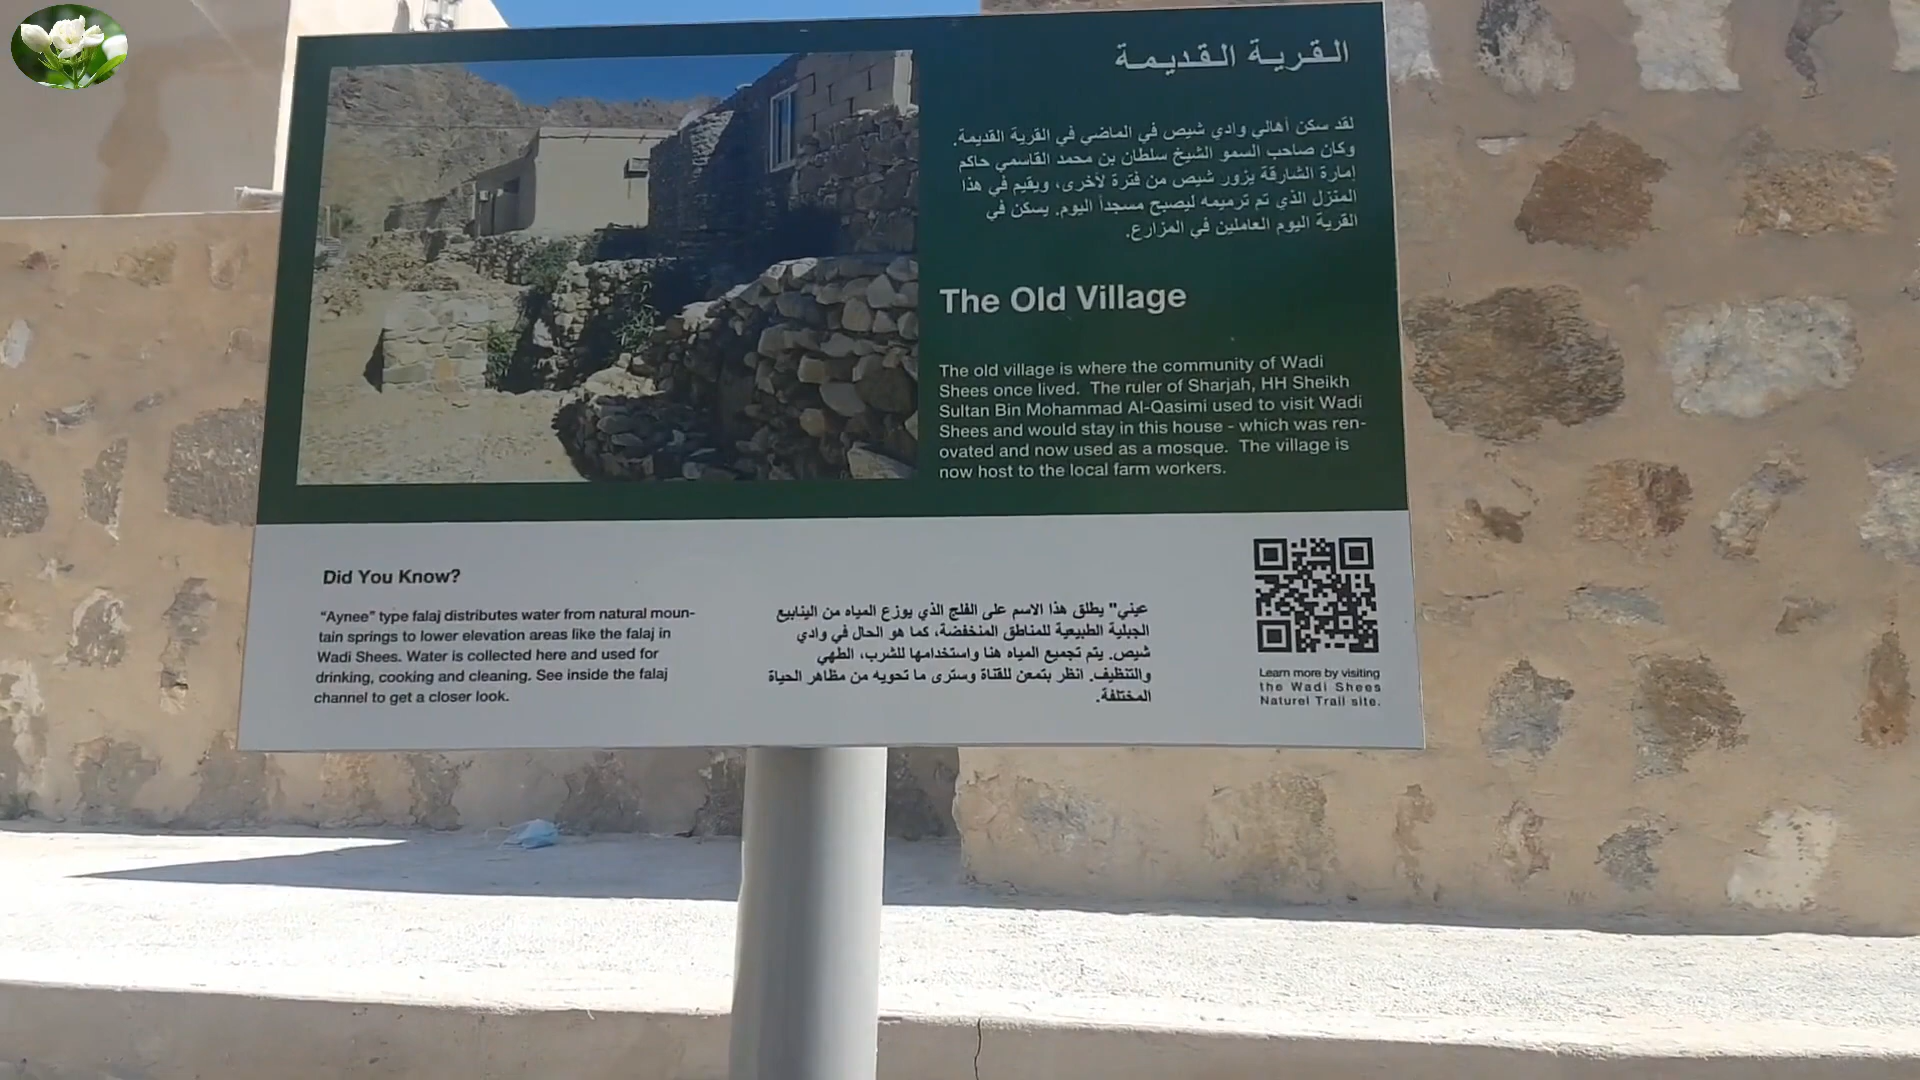 القرية القديمة
لقد سكن أهالي وادي شيص في الماضي في القرية القديمة.
وكان صاحب السمو الشيخ سلطان بن محمد القاسمي حاكم
إمارة الشارقة يزور شيص من فترة لأخرى، ويقيم في هذا
المنزل الذي تم ترميمه ليصبح مسجداً اليوم. يسكن في
القرية اليوم العاملين في المزارع.
The Old Village
The old village is where the community of Wadi
Shees once lived. The ruler of Sharjah, HH Sheikh
Sultan Bin Mohammad Al-Qasimi used to visit Wadi
Shees and would stay in this house - which was ren-
ovated and now used as a mosque. The village is
now host to the local farm workers.
Did You Know?
"Aynee" type falaj distributes water from natural moun-
tain springs to lower elevation areas like the falaj in
Wadi Shees. Water is collected here and used for
drinking, cooking and cleaning. See inside the falaj
channel to get a closer look.
عيني" يطلق هذا الاسم على الفلج الذي يوزع المياه من الينابيع
الجبلية الطبيعية للمناطق المنخفضة، كما هو الحال في وادي
شيص. يتم تجميع المياه هنا واستخدامها للشرب، الطهي
والتنظيف. انظر بتمعن للقناة وسترى ما تحويه من مظاهر الحياة
المختلفة.
Learn more by visiting
the Wadi Shees
Naturel Trail site.